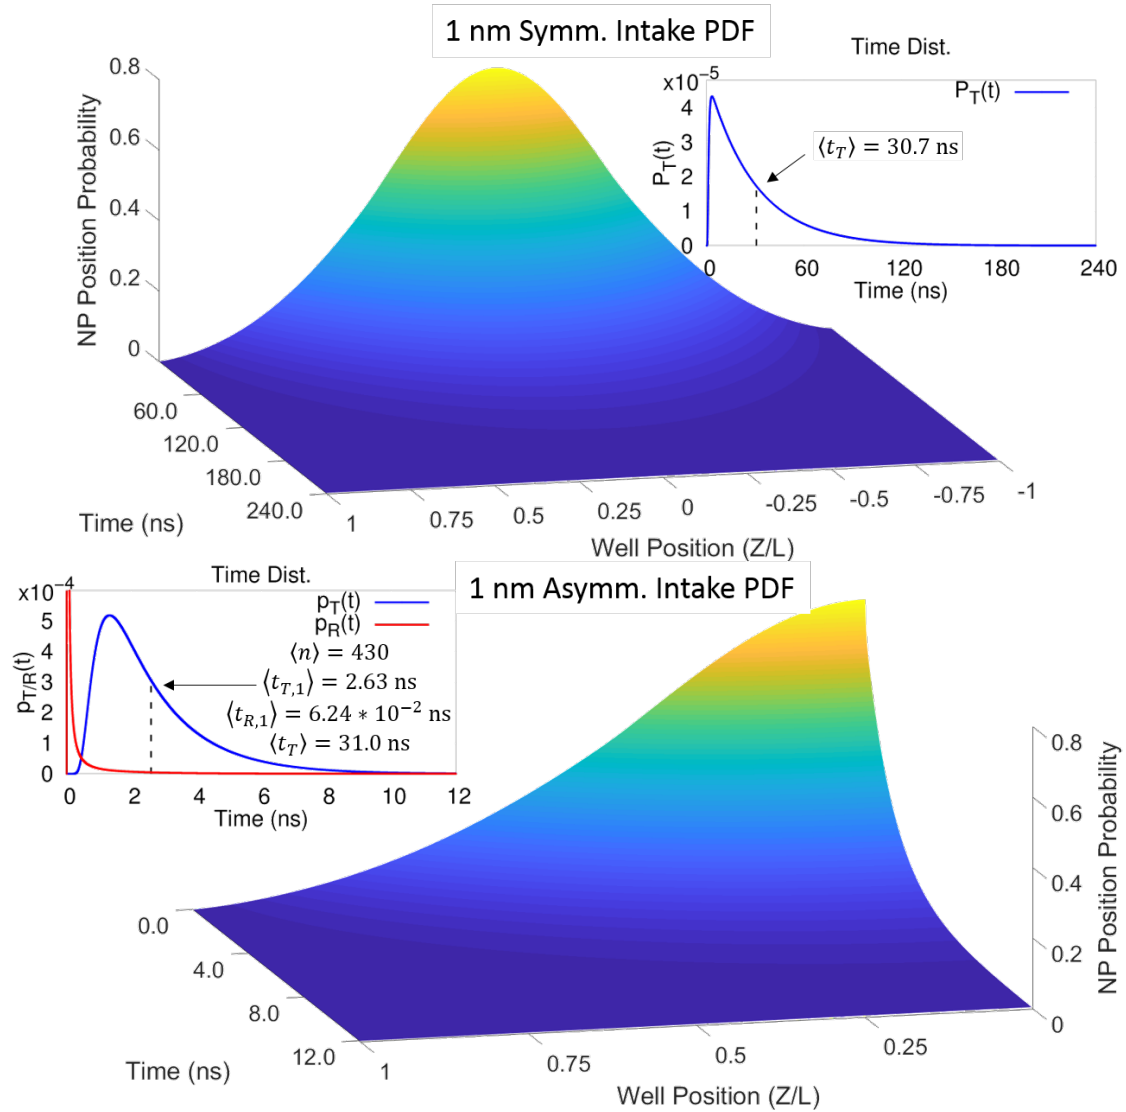 1 nm Symm. Intake PDF
NP Position Probability
0.8
0.6
0.4
0.2
0
60.0
120.0
180.0
240.0
Time (ns)
1
0.75
0.5
0.25
0
-0.25
-0.5
-0.75
-1
Well Position (Z/L)
Time Dist.
x10⁻⁵
P_T(t)
⟨t_T⟩ = 30.7 ns
P_T(t)
4
3
2
1
0
0 60 120 180 240
Time (ns)
1 nm Asymm. Intake PDF
Time Dist.
x10⁻⁴
p_T(t)
p_R(t)
⟨n⟩ = 430
⟨t_{T,1}⟩ = 2.63 ns
⟨t_{R,1}⟩ = 6.24 * 10⁻² ns
⟨t_T⟩ = 31.0 ns
p_{T/R}(t)
5
4
3
2
1
0
0 2 4 6 8 10 12
Time (ns)
NP Position Probability
0.8
0.6
0.4
0.2
0
0.0
4.0
8.0
12.0
Time (ns)
1
0.75
0.5
0.25
Well Position (Z/L)